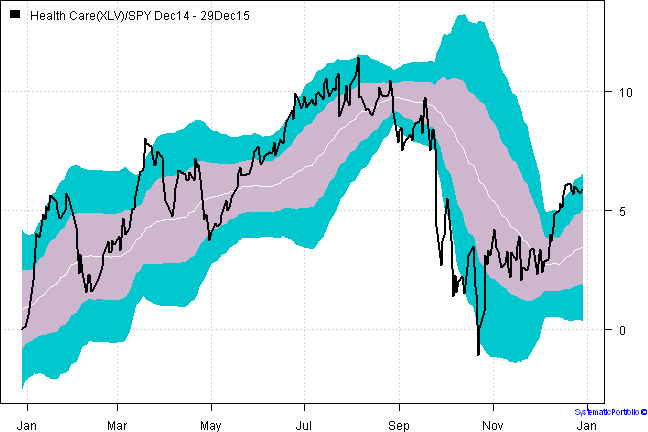 Health Care(XLV)/SPY Dec14 - 29Dec15
10
5
0
Jan Mar May Jul Sep Nov Jan
SystematicPortfolio ©